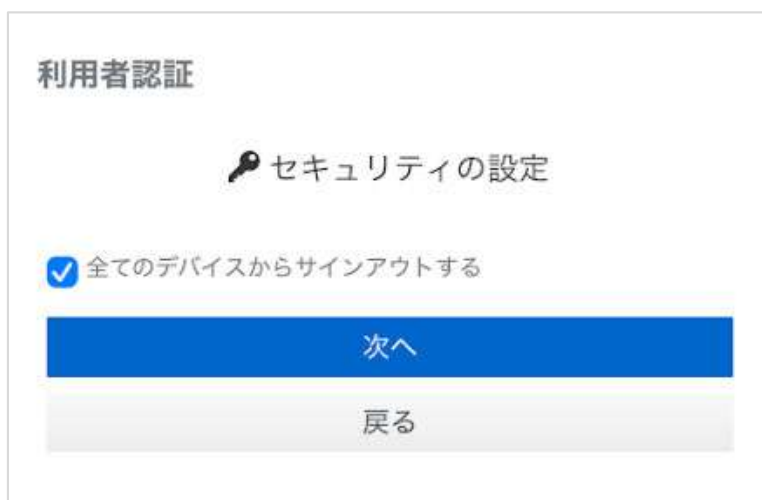 利用者認証
セキュリティの設定
全てのデバイスからサインアウトする
次へ
戻る